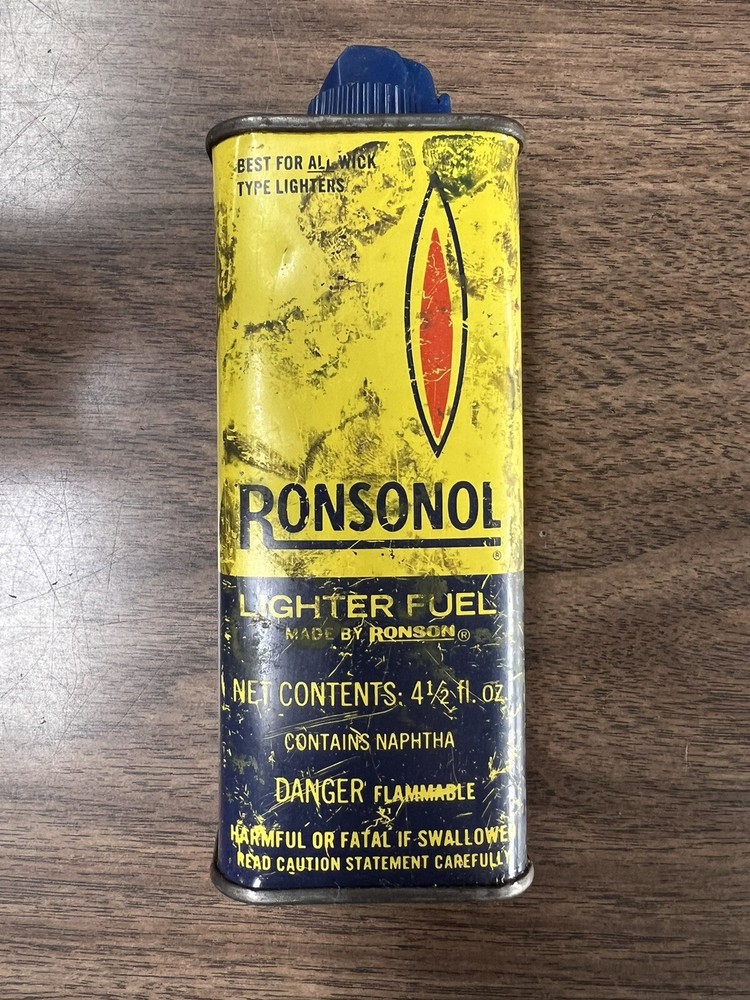 BEST FOR ALL WICK
TYPE LIGHTERS
RONSONOL
®
LIGHTER FUEL
MADE BY RONSON®
NET CONTENTS: 4½ fl. oz.
CONTAINS NAPHTHA
DANGER FLAMMABLE
&
HARMFUL OR FATAL IF SWALLOWE
READ CAUTION STATEMENT CAREFULLY